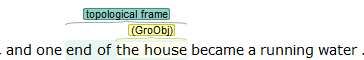 topological frame
(GroObj)
, and one end of the house became a running water .